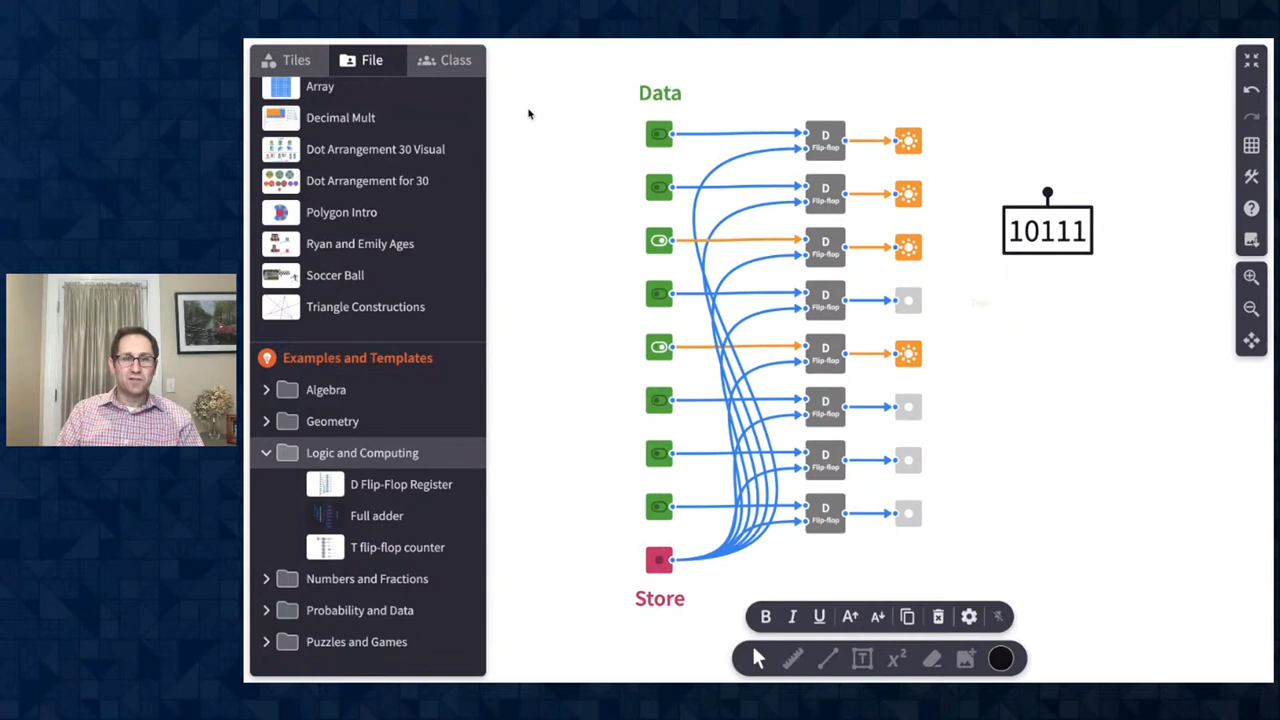 Tiles File Class
Array
Decimal Mult
Dot Arrangement 30 Visual
Dot Arrangement for 30
Polygon Intro
Ryan and Emily Ages
Soccer Ball
Triangle Constructions
Examples and Templates
Algebra
Geometry
Logic and Computing
D Flip-Flop Register
Full adder
T flip-flop counter
Numbers and Fractions
Probability and Data
Puzzles and Games
Data
D
Flip-flop
D
Flip-flop
D
Flip-flop
D
Flip-flop
D
Flip-flop
D
Flip-flop
D
Flip-flop
D
Flip-flop
Store
10111
B I U A A
T x²